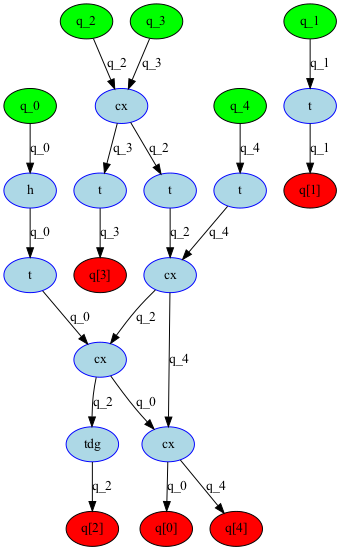 q_2 q_3 q_1
q_2 q_3 q_1
q_0 cx q_4 t
q_0 q_3 q_2 q_4 q_1
h t t t q[1]
q_0 q_3 q_2 q_4
t q[3] cx
q_0 q_2
cx q_4
q_2 q_0
tdg cx
q_2 q_0 q_4
q[2] q[0] q[4]